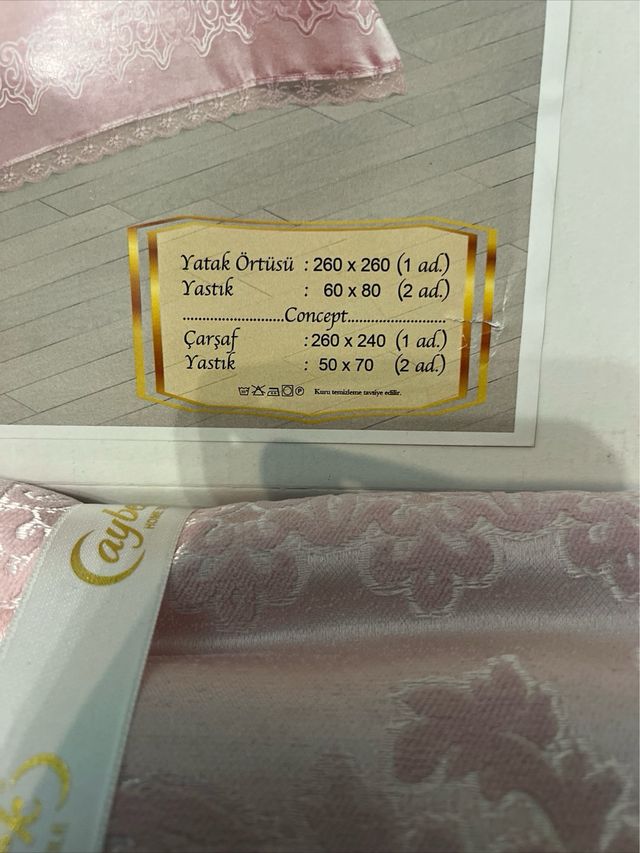 Yatak Örtüsü : 260 x 260 (1 ad.)
Yastık : 60 x 80 (2 ad.)
..........................Concept.........................
Çarşaf : 260 x 240 (1 ad.)
Yastık : 50 x 70 (2 ad.)
Kuru temizleme tavsiye edilir.